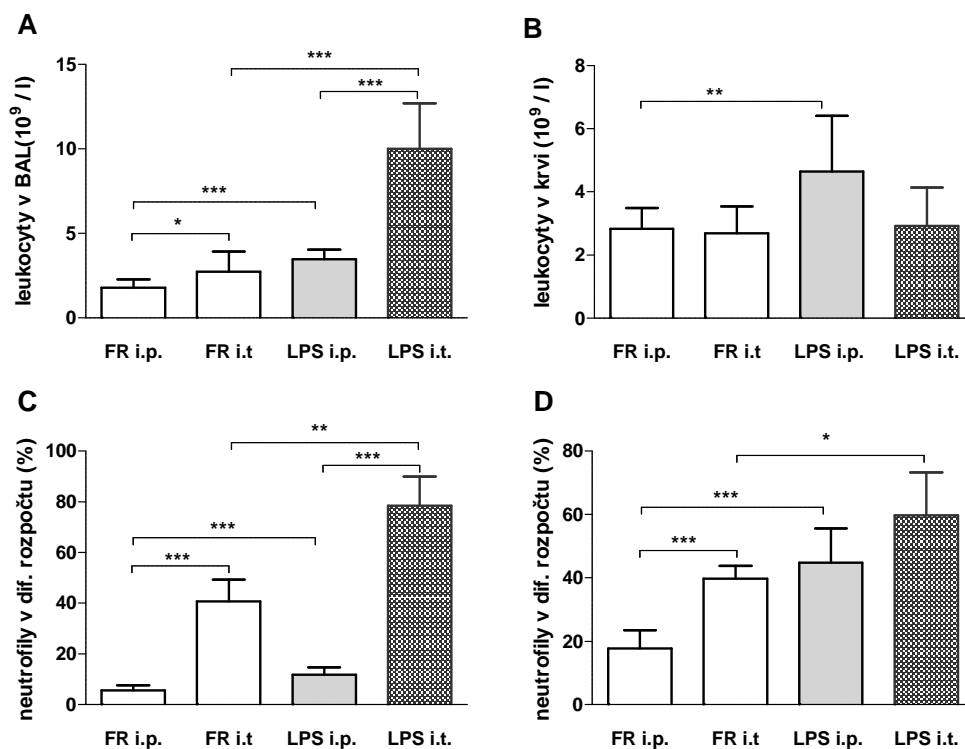 A
leukocyty v BAL(10⁹ / l)
15
10
5
0
***
***
***
*
FR i.p.
FR i.t
LPS i.p.
LPS i.t.
B
leukocyty v krvi (10⁹ / l)
8
6
4
2
0
**
FR i.p.
FR i.t
LPS i.p.
LPS i.t.
C
neutrofily v dif. rozpočtu (%)
100
80
60
40
20
0
**
***
***
***
FR i.p.
FR i.t
LPS i.p.
LPS i.t.
D
neutrofily v dif. rozpočtu (%)
80
60
40
20
0
*
***
***
FR i.p.
FR i.t
LPS i.p.
LPS i.t.